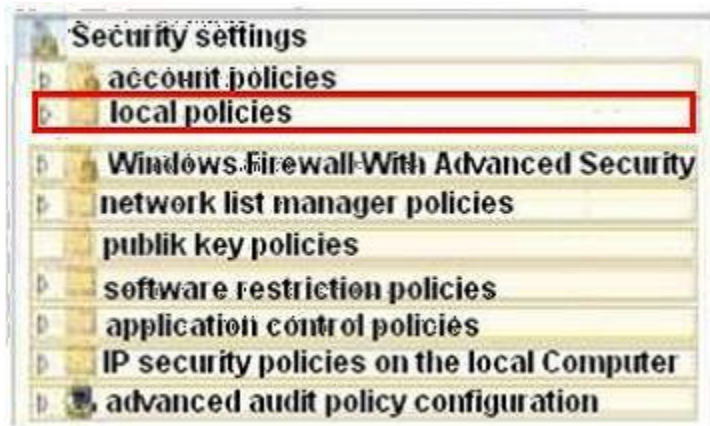 Security settings
account policies
local policies
Windows Firewall With Advanced Security
network list manager policies
publik key policies
software restriction policies
application control policies
IP security policies on the local Computer
advanced audit policy configuration